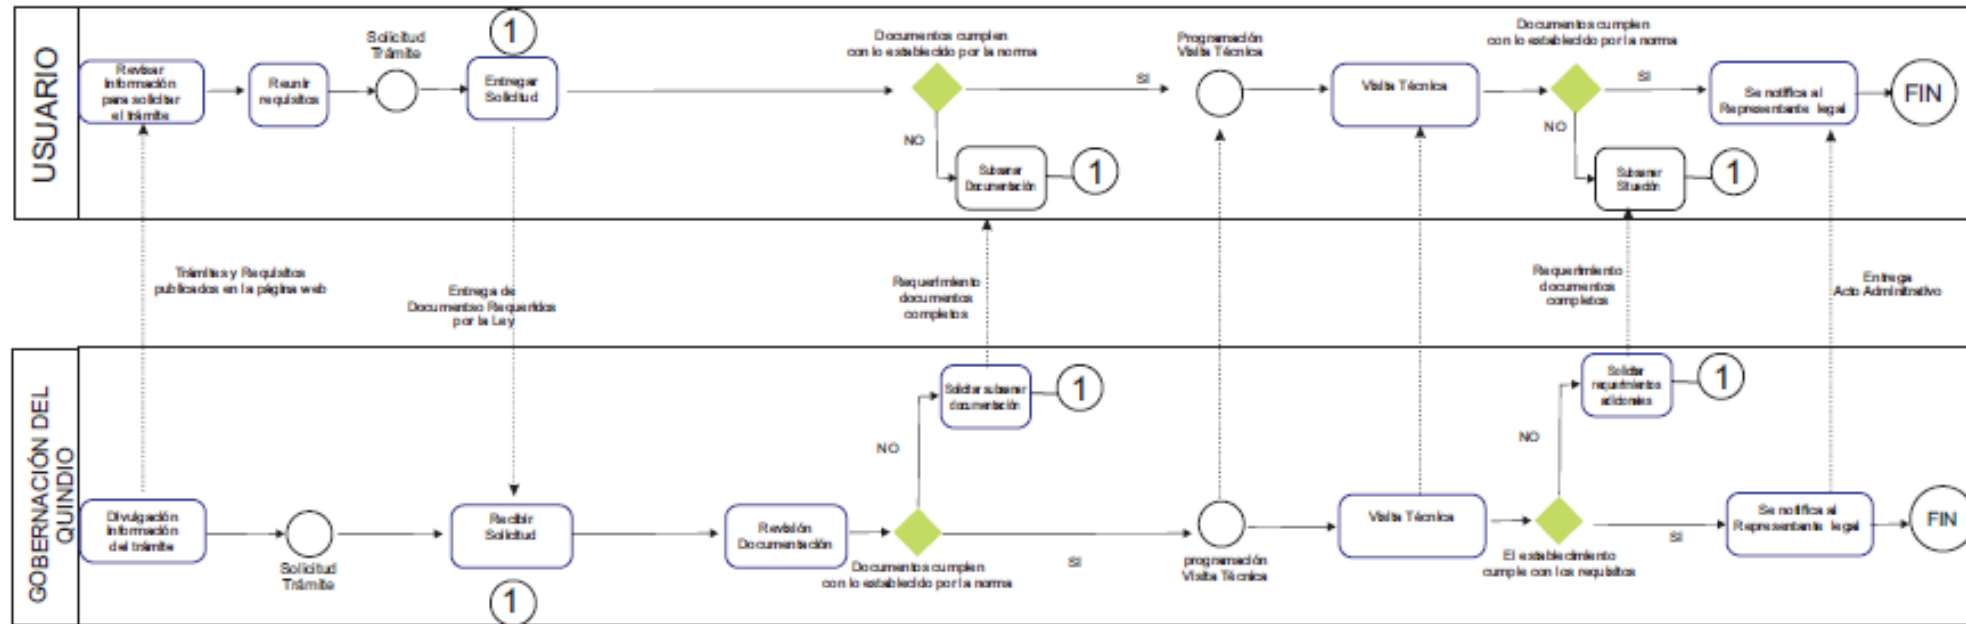 USUARIO
Revisar
Información
para solicitar
el trámite
Reunir
requisitos
Solicitud
Trámite
1
Entregar
Solicitud
Documentos cumplen
con lo establecido por la norma
SI
NO
Subsanar
Documentación
1
Programación
Visita Técnica
Visita Técnica
Documentos cumplen
con lo establecido por la norma
SI
NO
Subsanar
Situación
1
Se notifica al
Representante legal
FIN
Trámites y Requisitos
publicados en la página web
Entrega de
Documentso Requeridos
por la Ley
Requerimiento
documentos
completos
Requerimiento
documentos
completos
Entrega
Acto Adminitrativo
GOBERNACIÓN DEL
QUINDIO
Divulgación
Información
del trámite
Solicitud
Trámite
Recibir
Solicitud
1
Revisión
Documentación
NO
Solicitar subsanar
documentación
1
Documentos cumplen
con lo establecido por la norma
SI
programación
Visita Técnica
Visita Técnica
NO
Solicitar
requerimientos
adicionales
1
El establecimiento
cumple con los requisitos
SI
Se notifica al
Representante legal
FIN